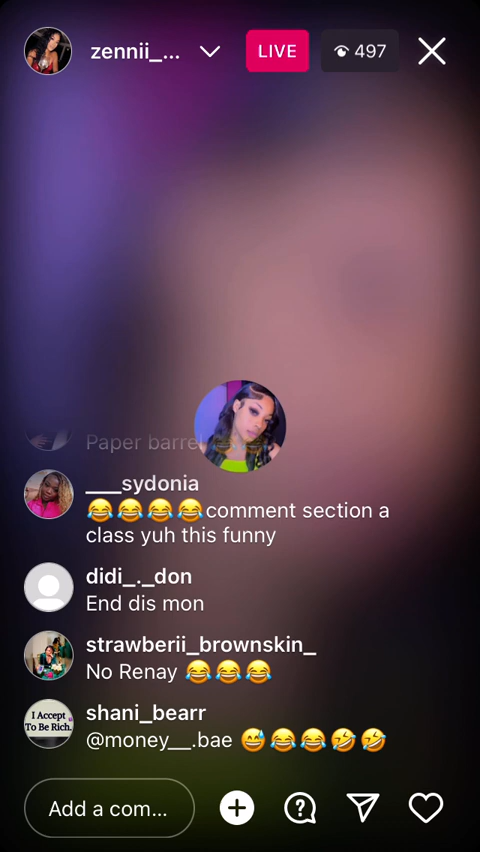 zennii_...
LIVE
497
Paper barrel
___sydonia
😂😂😂😂comment section a
class yuh this funny
didi_._don
End dis mon
strawberii_brownskin_
No Renay 😂😂😂
I Accept
To Be Rich.
shani_bearr
@money__.bae 😅😂😂🤣🤣
Add a com...